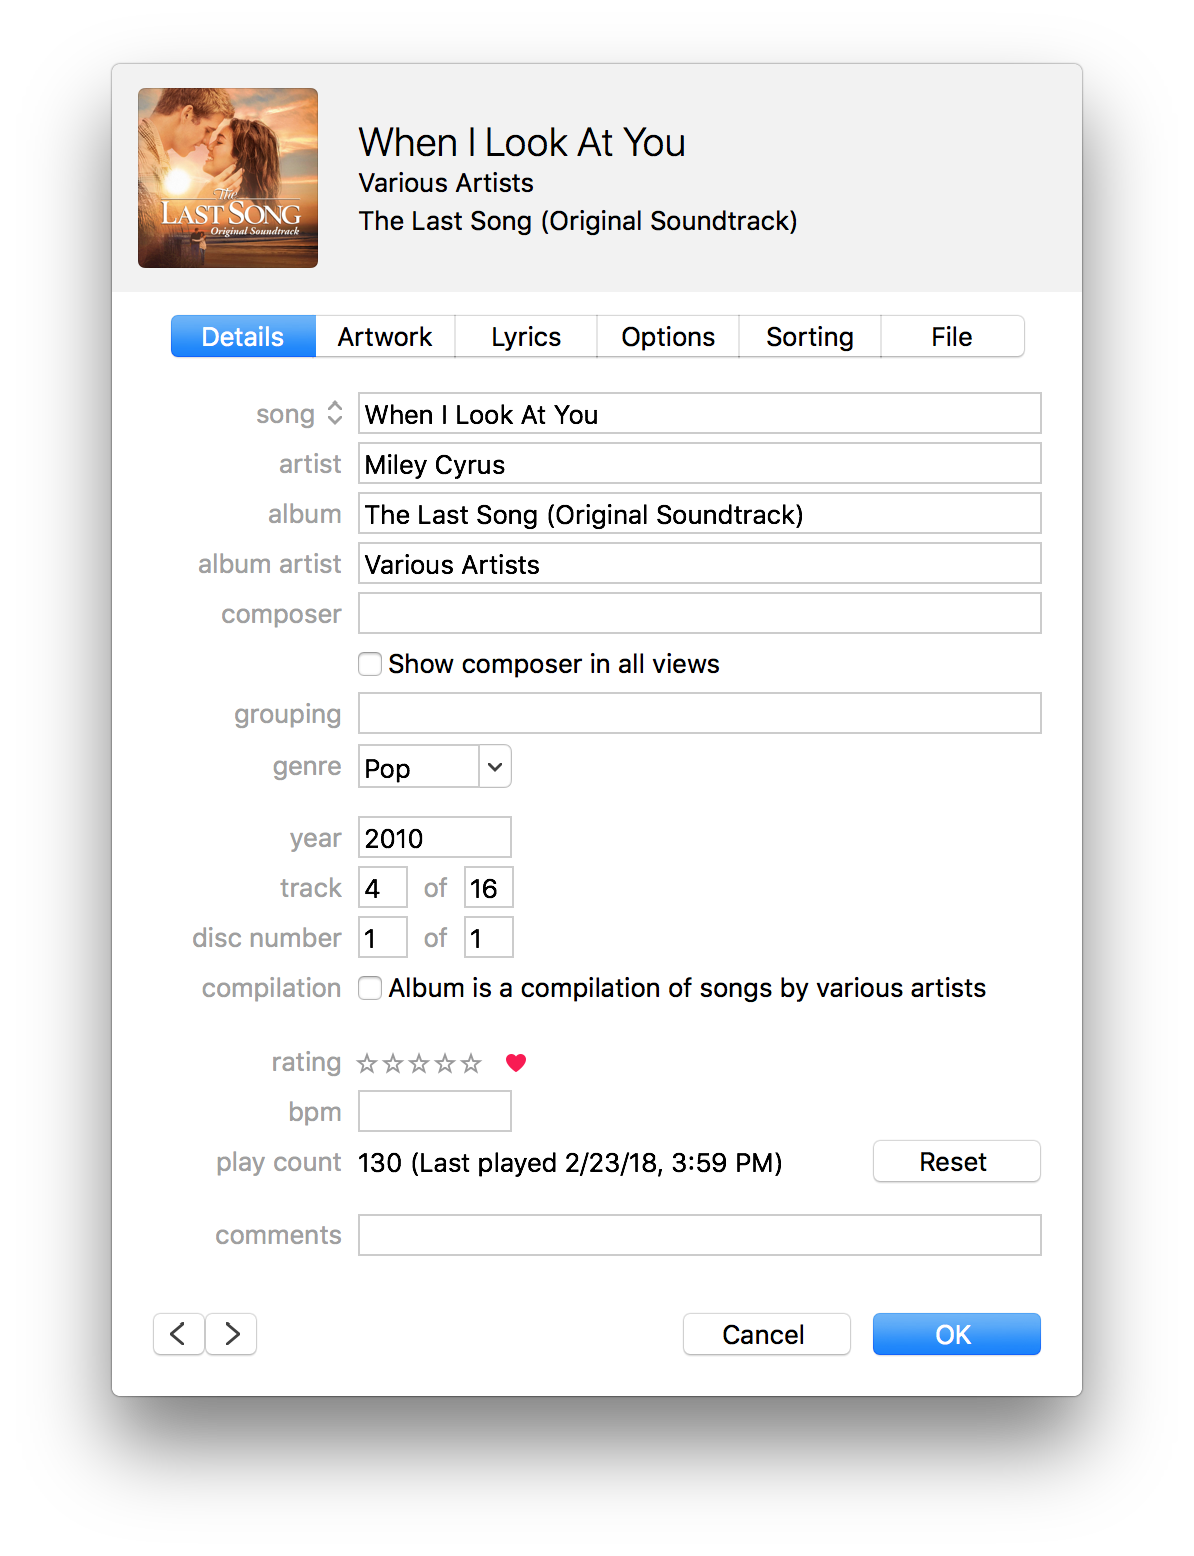 The
LAST SONG
Original Soundtrack
When I Look At You
Various Artists
The Last Song (Original Soundtrack)
Details Artwork Lyrics Options Sorting File
song When I Look At You
artist Miley Cyrus
album The Last Song (Original Soundtrack)
album artist Various Artists
composer
Show composer in all views
grouping
genre Pop
year 2010
track 4 of 16
disc number 1 of 1
compilation Album is a compilation of songs by various artists
rating
bpm
play count 130 (Last played 2/23/18, 3:59 PM) Reset
comments
Cancel OK